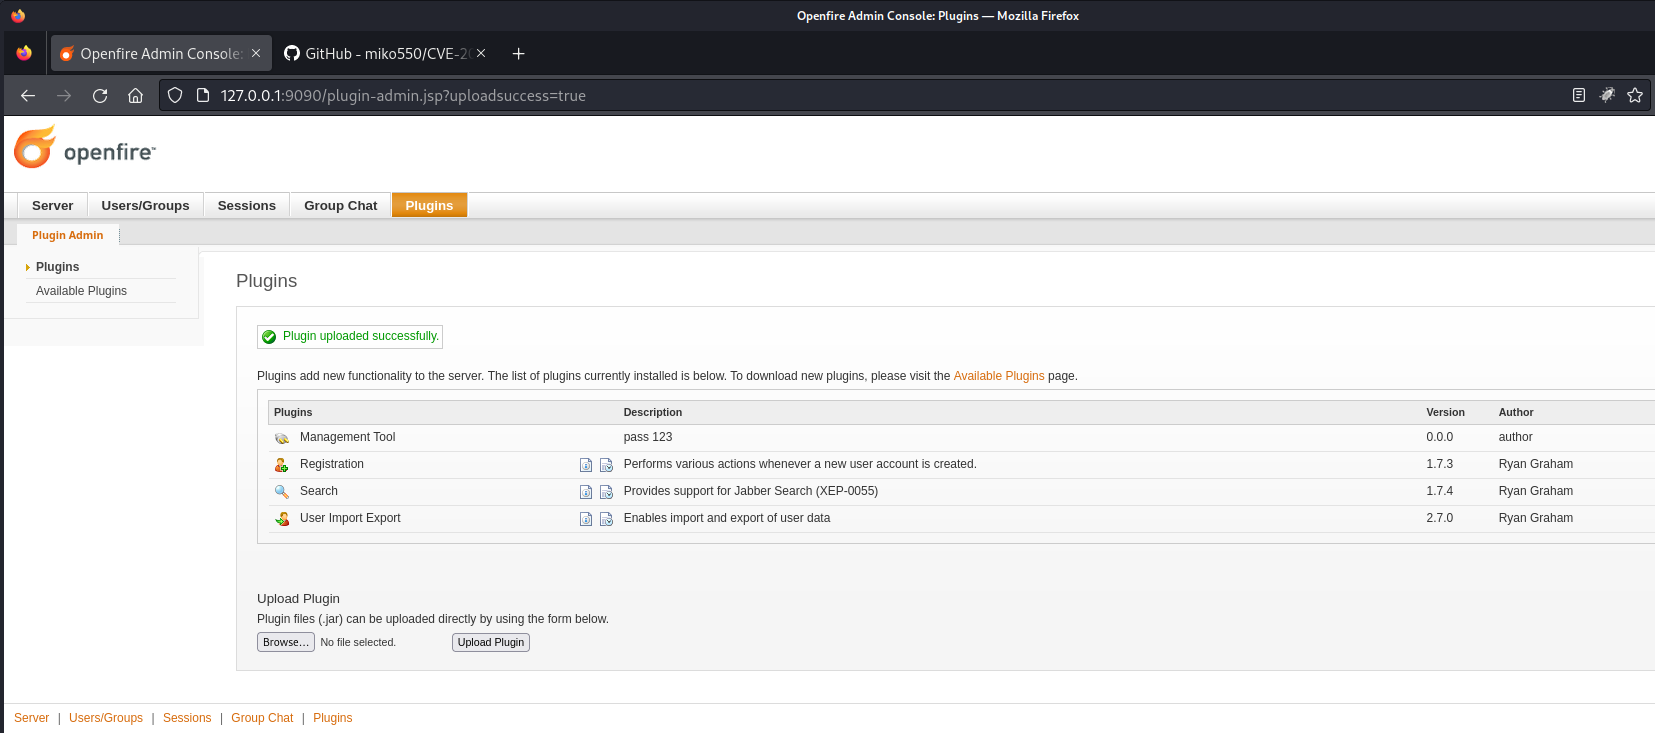 Openfire Admin Console: Plugins — Mozilla Firefox
Openfire Admin Console:
GitHub - miko550/CVE-20
127.0.0.1:9090/plugin-admin.jsp?uploadsuccess=true
openfire™
Server Users/Groups Sessions Group Chat Plugins
Plugin Admin
Plugins
Available Plugins
Plugins
Plugin uploaded successfully.
Plugins add new functionality to the server. The list of plugins currently installed is below. To download new plugins, please visit the Available Plugins page.
Plugins Description Version Author
Management Tool pass 123 0.0.0 author
Registration Performs various actions whenever a new user account is created. 1.7.3 Ryan Graham
Search Provides support for Jabber Search (XEP-0055) 1.7.4 Ryan Graham
User Import Export Enables import and export of user data 2.7.0 Ryan Graham
Upload Plugin
Plugin files (.jar) can be uploaded directly by using the form below.
Browse... No file selected. Upload Plugin
Server | Users/Groups | Sessions | Group Chat | Plugins